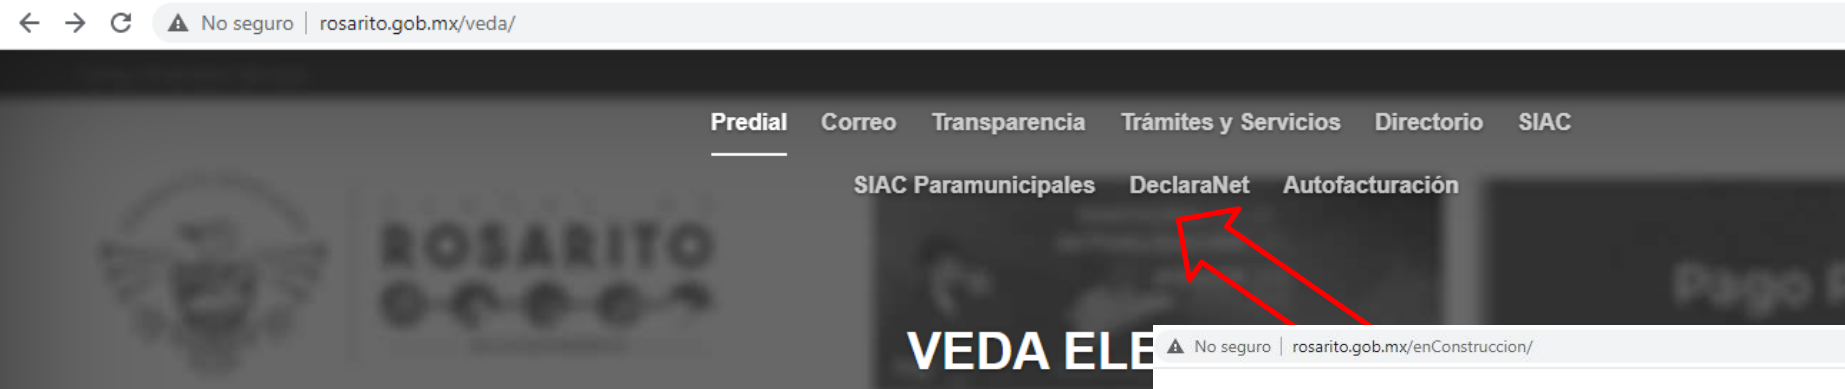 No seguro | rosarito.gob.mx/veda/
Predial Correo Transparencia Trámites y Servicios Directorio SIAC
SIAC Paramunicipales DeclaraNet Autofacturación
ROSARITO
Pago
VEDA ELE
No seguro | rosarito.gob.mx/enConstruccion/